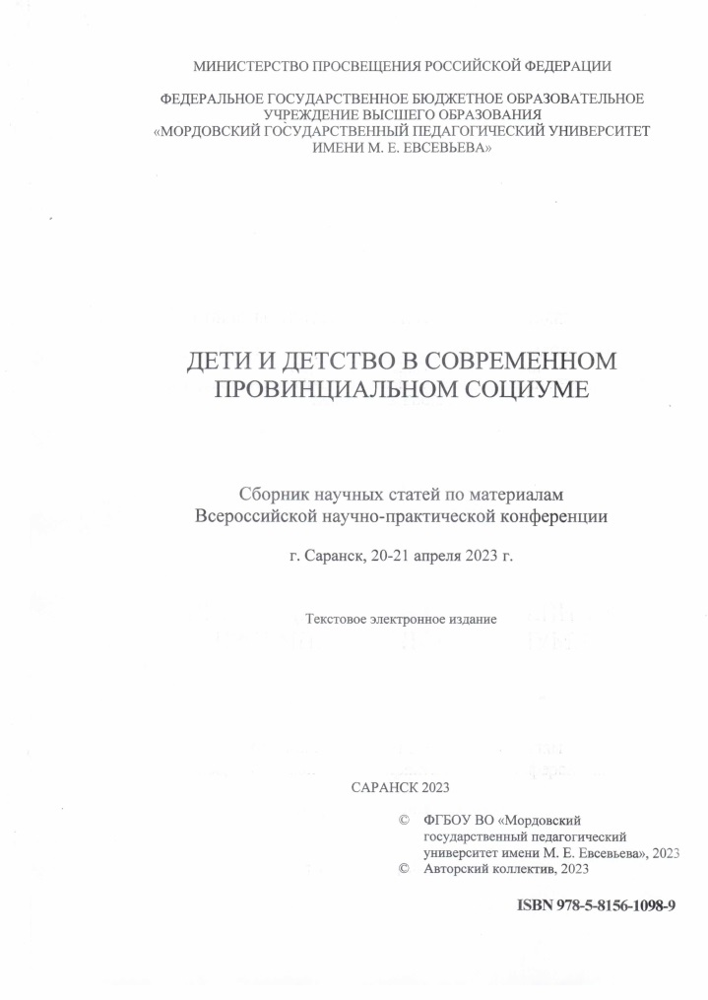 МИНИСТЕРСТВО ПРОСВЕЩЕНИЯ РОССИЙСКОЙ ФЕДЕРАЦИИ
ФЕДЕРАЛЬНОЕ ГОСУДАРСТВЕННОЕ БЮДЖЕТНОЕ ОБРАЗОВАТЕЛЬНОЕ
УЧРЕЖДЕНИЕ ВЫСШЕГО ОБРАЗОВАНИЯ
«МОРДОВСКИЙ ГОСУДАРСТВЕННЫЙ ПЕДАГОГИЧЕСКИЙ УНИВЕРСИТЕТ
ИМЕНИ М. Е. ЕВСЕВЬЕВА»
ДЕТИ И ДЕТСТВО В СОВРЕМЕННОМ
ПРОВИНЦИАЛЬНОМ СОЦИУМЕ
Сборник научных статей по материалам
Всероссийской научно-практической конференции
г. Саранск, 20-21 апреля 2023 г.
Текстовое электронное издание
САРАНСК 2023
© ФГБОУ ВО «Мордовский
государственный педагогический
университет имени М. Е. Евсевьева», 2023
© Авторский коллектив, 2023
ISBN 978-5-8156-1098-9